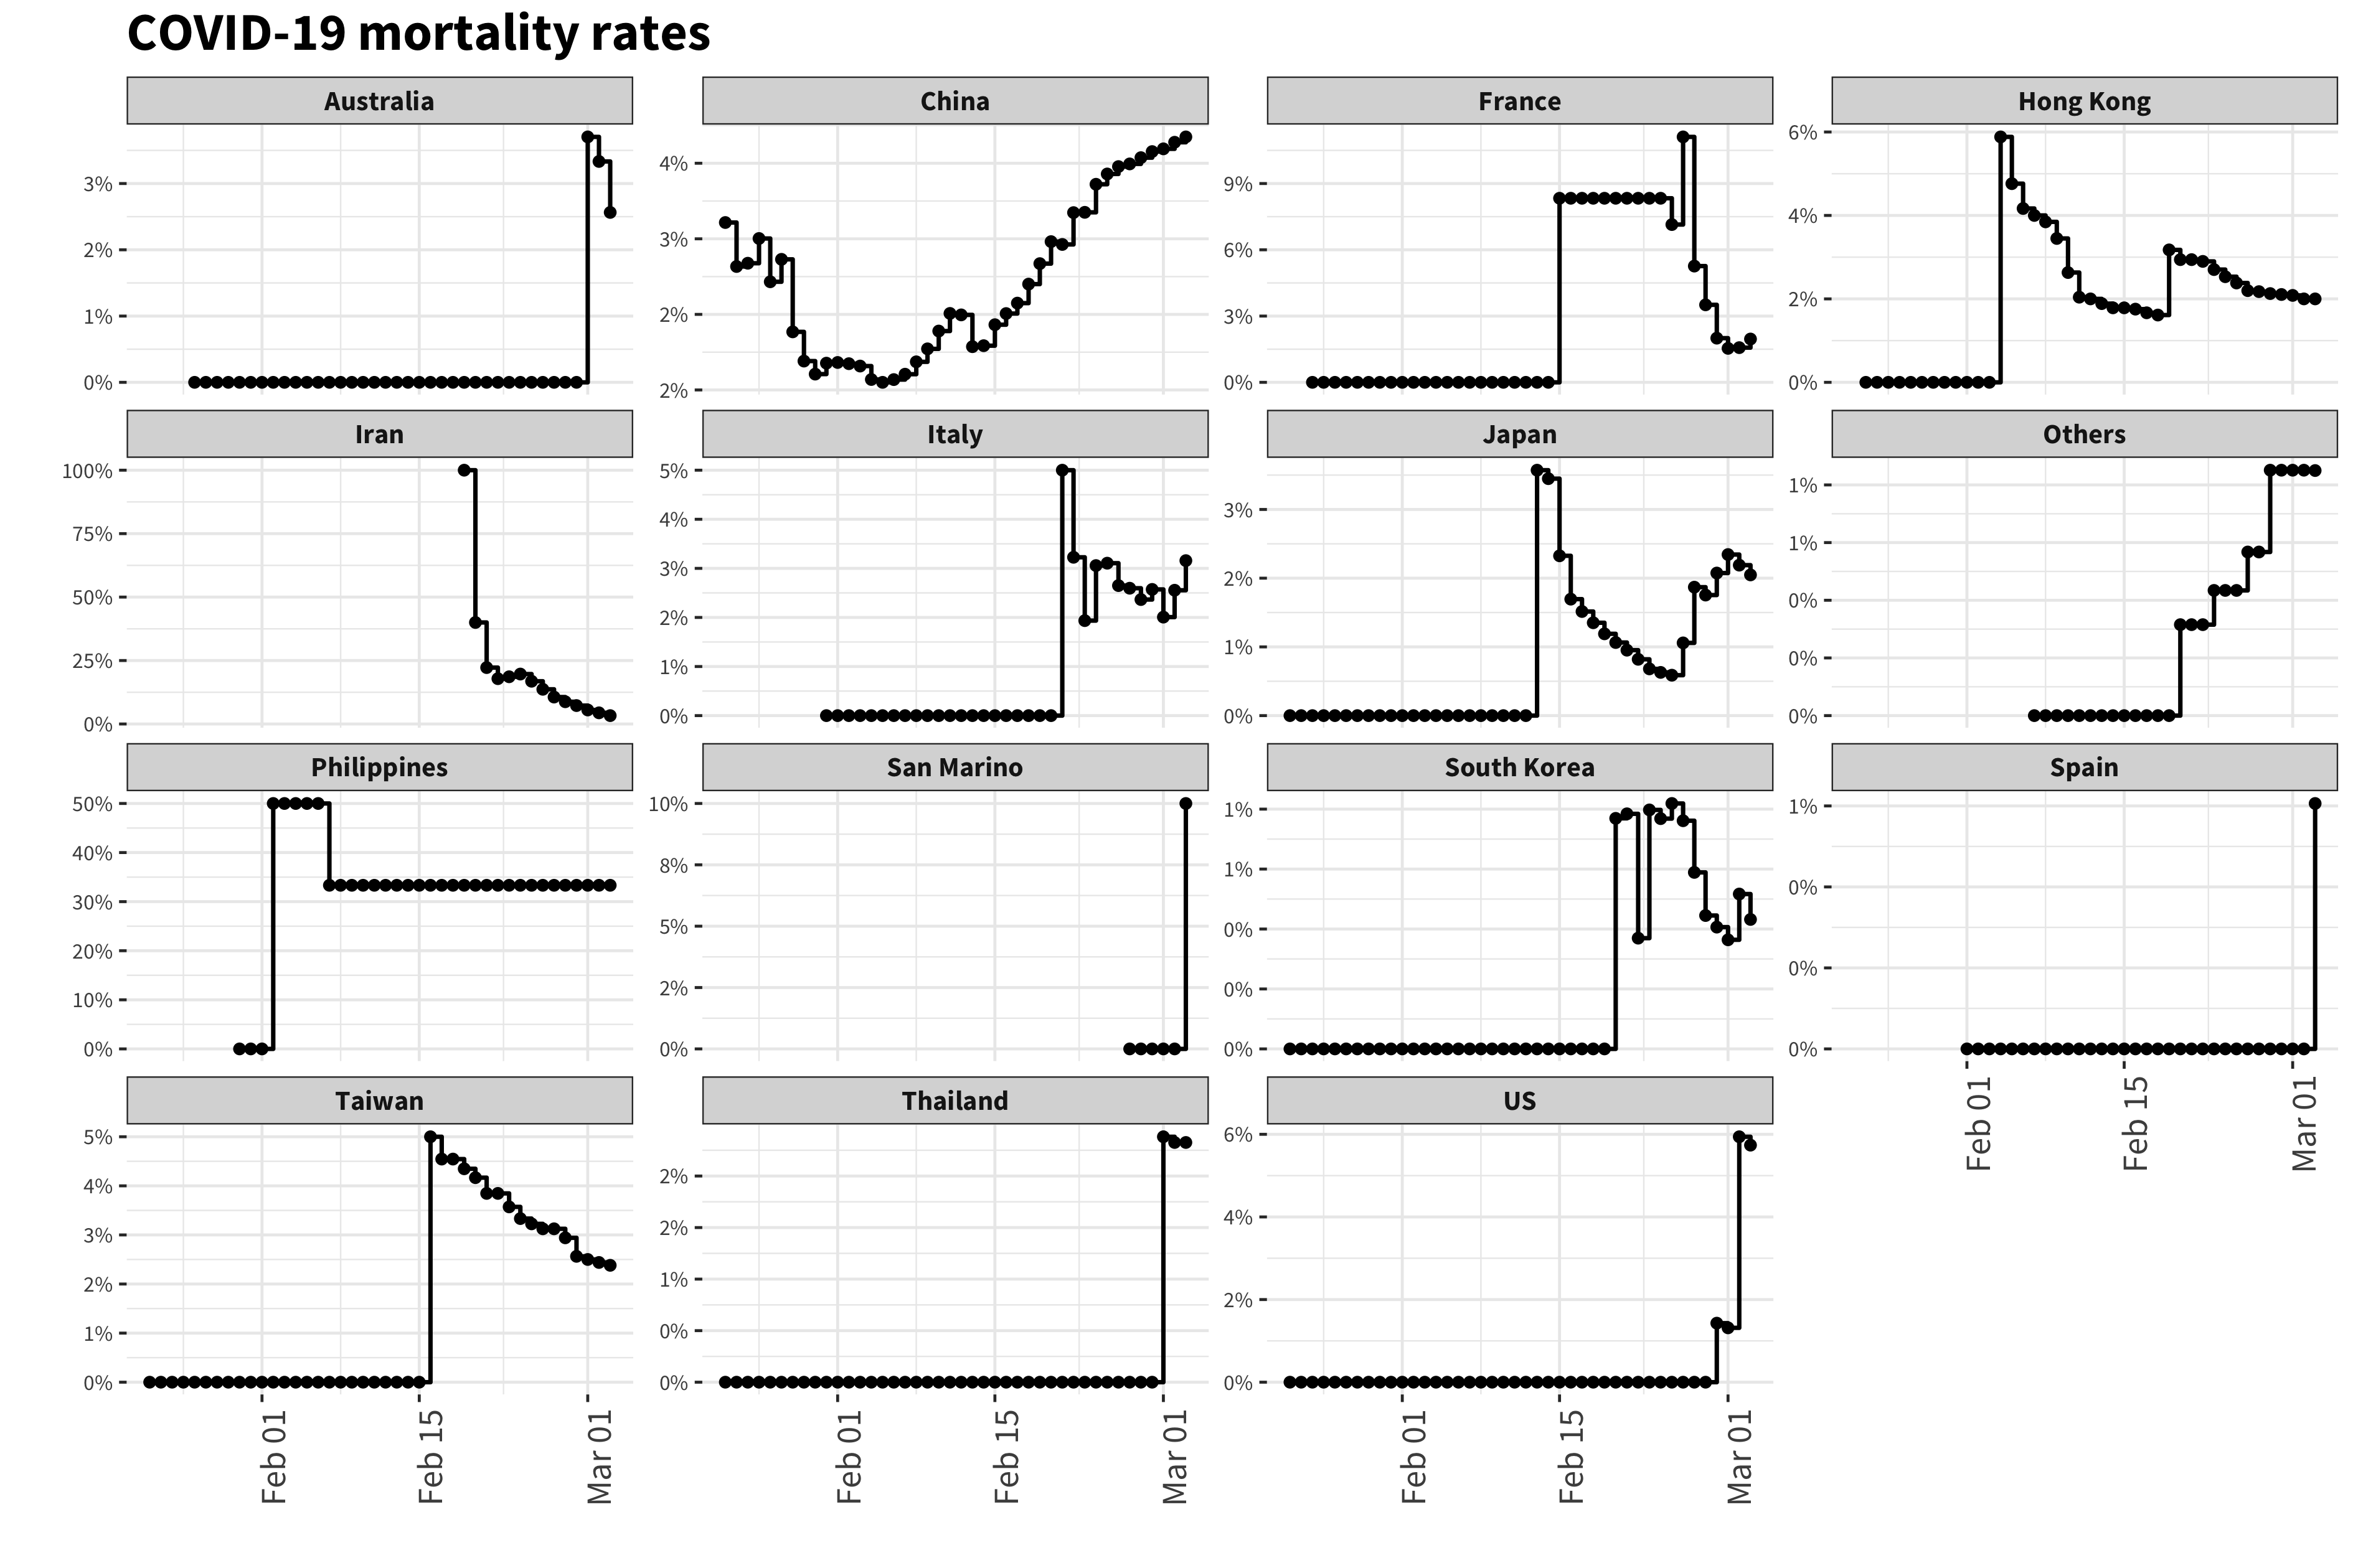 COVID-19 mortality rates
Australia
3%
2%
1%
0%
China
4%
3%
2%
2%
France
9%
6%
3%
0%
Hong Kong
6%
4%
2%
0%
Iran
100%
75%
50%
25%
0%
Italy
5%
4%
3%
2%
1%
0%
Japan
3%
2%
1%
0%
Others
1%
1%
0%
0%
0%
Philippines
50%
40%
30%
20%
10%
0%
San Marino
10%
8%
5%
2%
0%
South Korea
1%
1%
0%
0%
0%
Spain
1%
0%
0%
0%
Feb 01
Feb 15
Mar 01
Taiwan
5%
4%
3%
2%
1%
0%
Feb 01
Feb 15
Mar 01
Thailand
2%
2%
1%
0%
0%
Feb 01
Feb 15
Mar 01
US
6%
4%
2%
0%
Feb 01
Feb 15
Mar 01